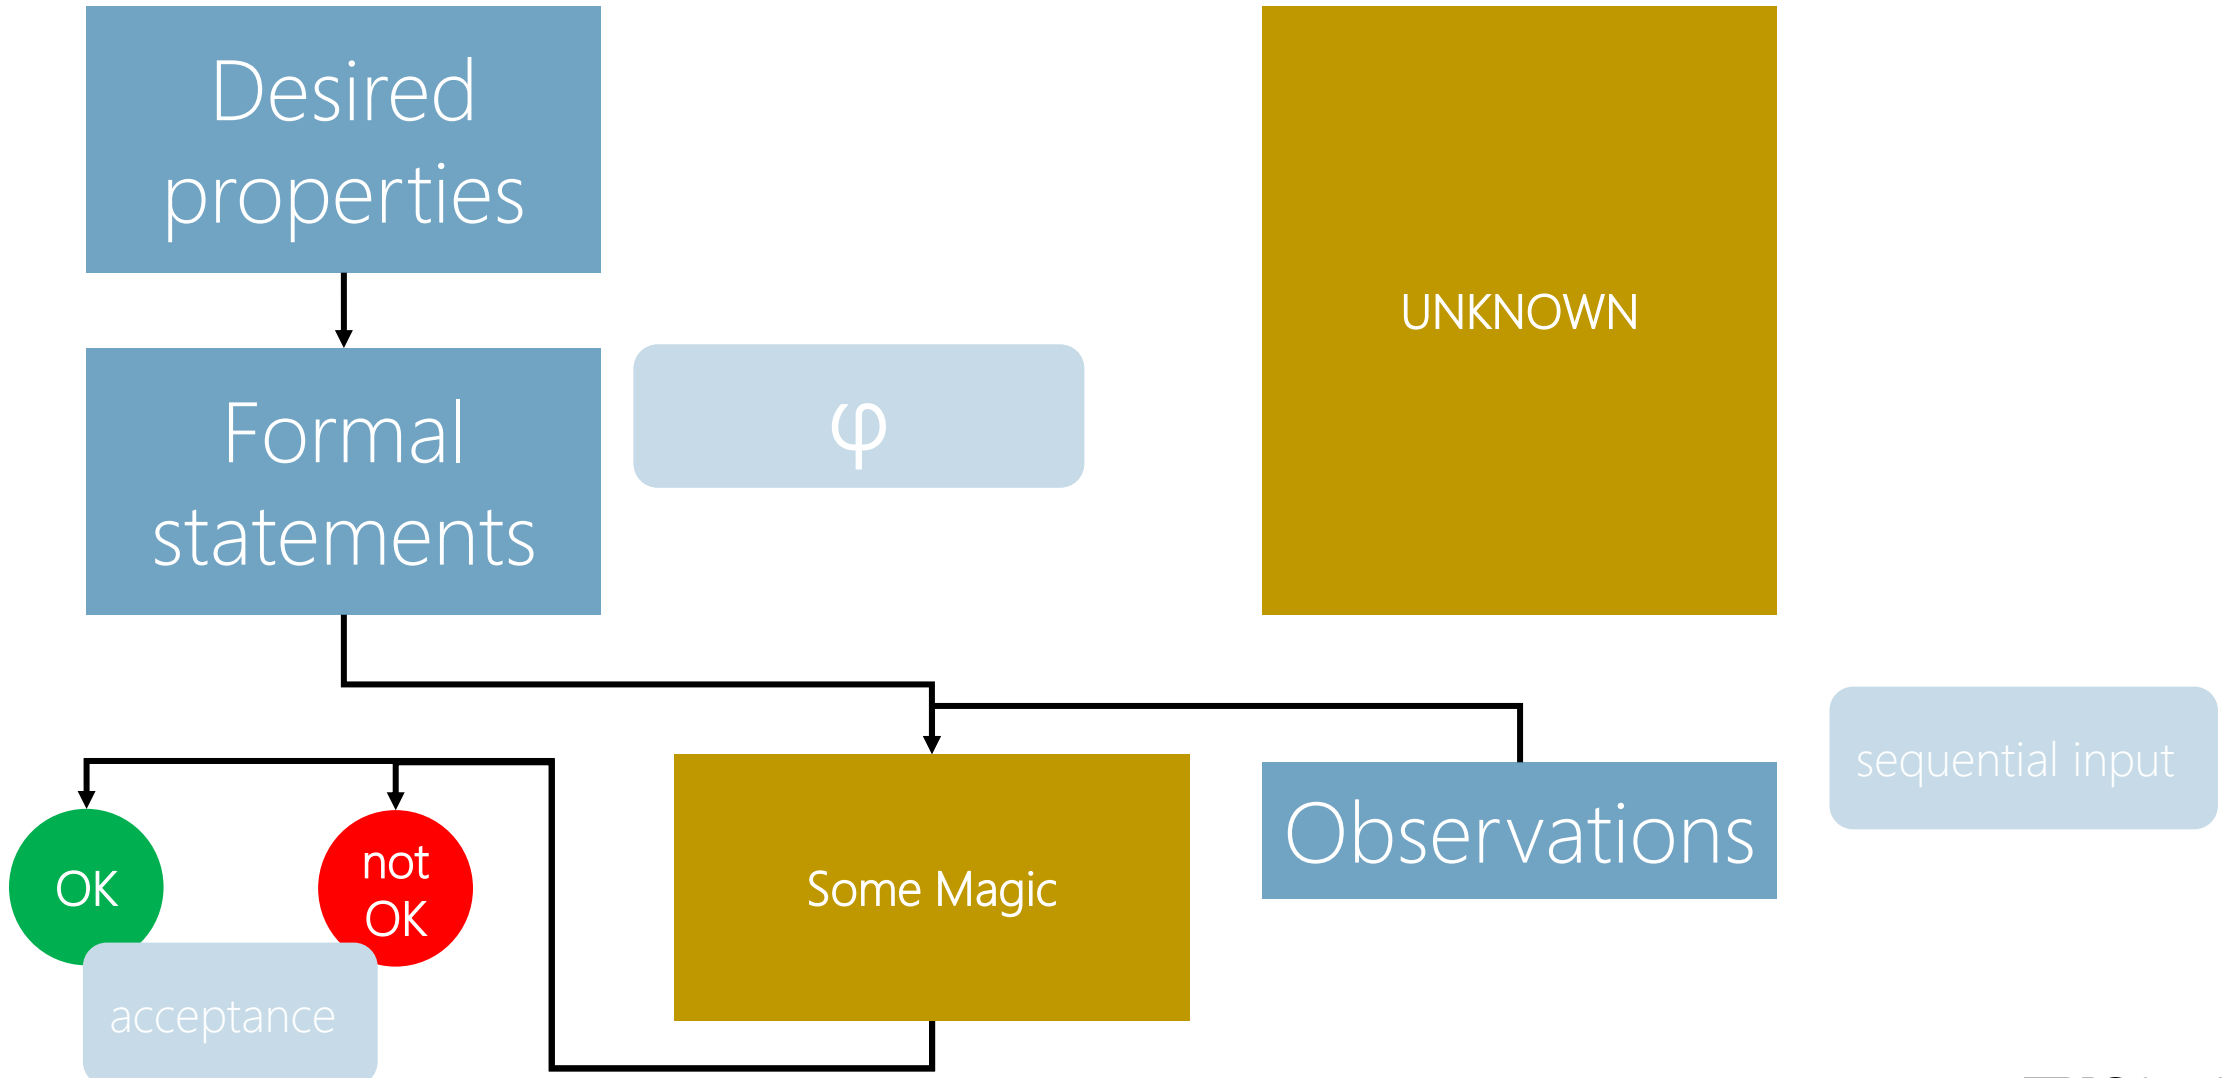 Desired
properties
UNKNOWN
Formal
statements
φ
sequential input
Observations
OK
not
OK
Some Magic
acceptance